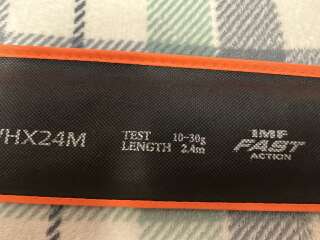 VHX24M
TEST 10-30g
LENGTH 2.4m
IMF
FAST
ACTION